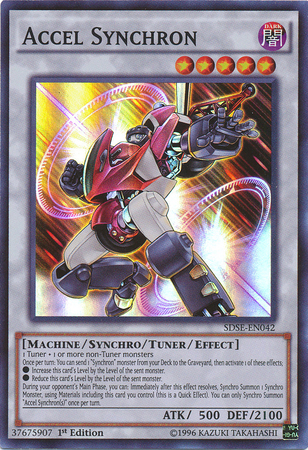 ACCEL SYNCHRON
DARK
闇
SDSE-EN042
[MACHINE/SYNCHRO/TUNER/EFFECT]
1 Tuner + 1 or more non-Tuner monsters
Once per turn: You can send 1 "Synchron" monster from your Deck to the Graveyard, then activate 1 of these effects.
● Increase this card's Level by the Level of the sent monster.
● Reduce this card's Level by the Level of the sent monster.
During your opponent's Main Phase, you can: Immediately after this effect resolves, Synchro Summon 1 Synchro
Monster, using Materials including this card you control (this is a Quick Effect). You can only Synchro Summon
"Accel Synchron(s)" once per turn.
ATK/ 500 DEF/2100
37675907 1st Edition ©1996 KAZUKI TAKAHASHI